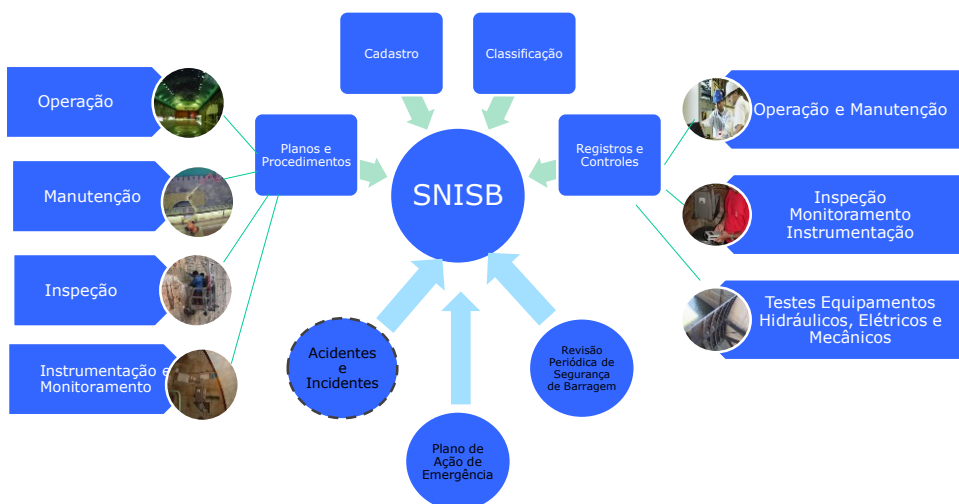 Cadastro
Classificação
Operação
Manutenção
Inspeção
Instrumentação e
Monitoramento
Planos e
Procedimentos
SNISB
Registros e
Controles
Operação e Manutenção
Inspeção
Monitoramento
Instrumentação
Testes Equipamentos
Hidráulicos, Elétricos e
Mecânicos
Acidentes
e
Incidentes
Plano de
Ação de
Emergência
Revisão
Periódica de
Segurança
de Barragem